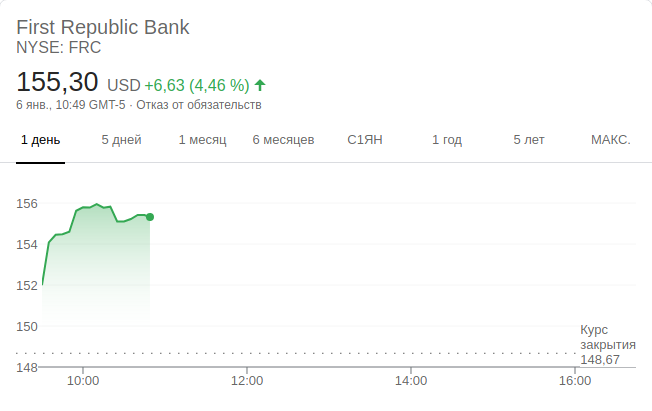 First Republic Bank
NYSE: FRC
155,30 USD +6,63 (4,46 %)
6 янв., 10:49 GMT-5 · Отказ от обязательств
1 день 5 дней 1 месяц 6 месяцев С1ЯН 1 год 5 лет МАКС.
156
154
152
150
Курс
закрытия
148,67
148
10:00 12:00 14:00 16:00